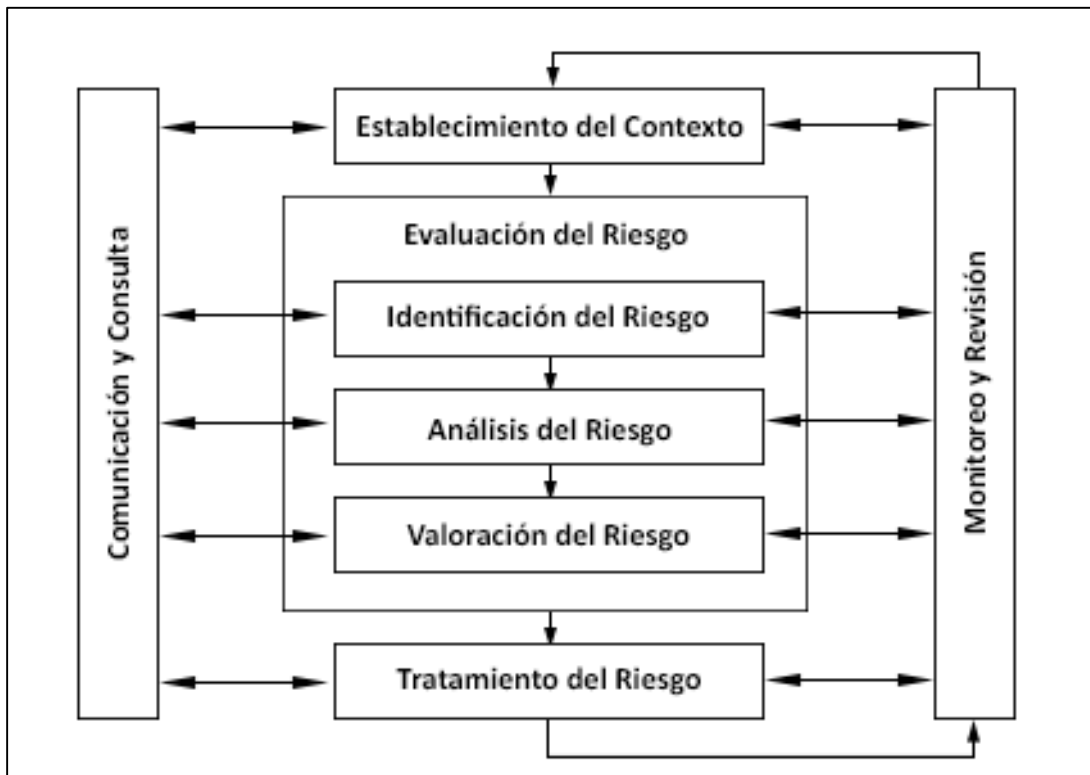 Establecimiento del Contexto
Evaluación del Riesgo
Identificación del Riesgo
Análisis del Riesgo
Valoración del Riesgo
Tratamiento del Riesgo
Comunicación y Consulta
Monitoreo y Revisión